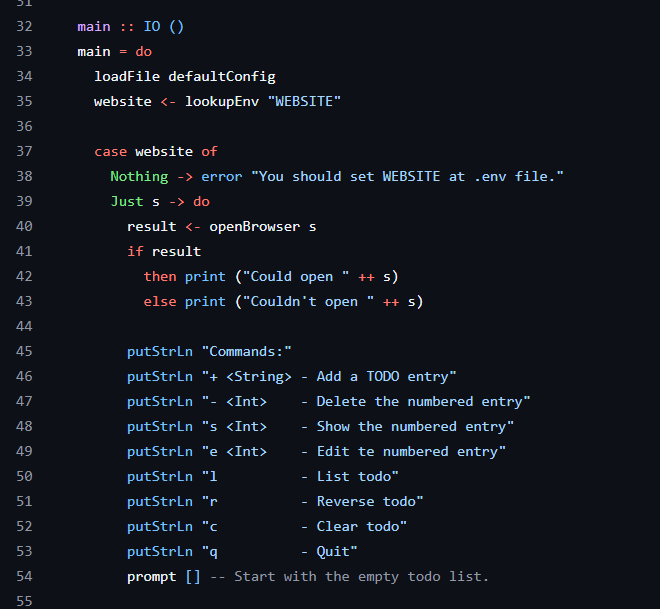 31
32 main :: IO ()
33 main = do
34   loadFile defaultConfig
35   website <- lookupEnv "WEBSITE"
36
37   case website of
38     Nothing -> error "You should set WEBSITE at .env file."
39     Just s -> do
40       result <- openBrowser s
41       if result
42         then print ("Could open " ++ s)
43         else print ("Couldn't open " ++ s)
44
45       putStrLn "Commands:"
46       putStrLn "+ <String> - Add a TODO entry"
47       putStrLn "- <Int>    - Delete the numbered entry"
48       putStrLn "s <Int>    - Show the numbered entry"
49       putStrLn "e <Int>    - Edit te numbered entry"
50       putStrLn "l          - List todo"
51       putStrLn "r          - Reverse todo"
52       putStrLn "c          - Clear todo"
53       putStrLn "q          - Quit"
54       prompt [] -- Start with the empty todo list.
55